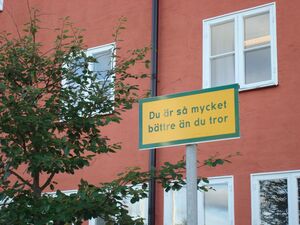 Du är så mycket
bättre än du tror